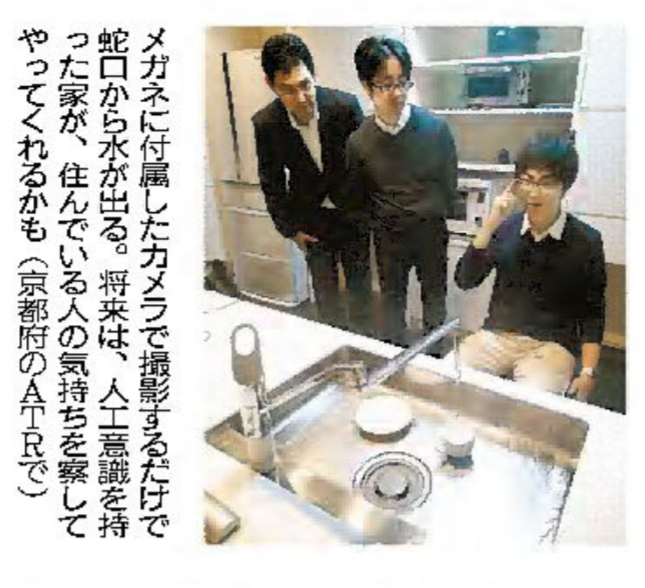 メガネに付属したカメラで撮影するだけで
蛇口から水が出る。将来は、人工意識を持
った家が、住んでいる人の気持ちを察して
やってくれるかも（京都府のATRで）